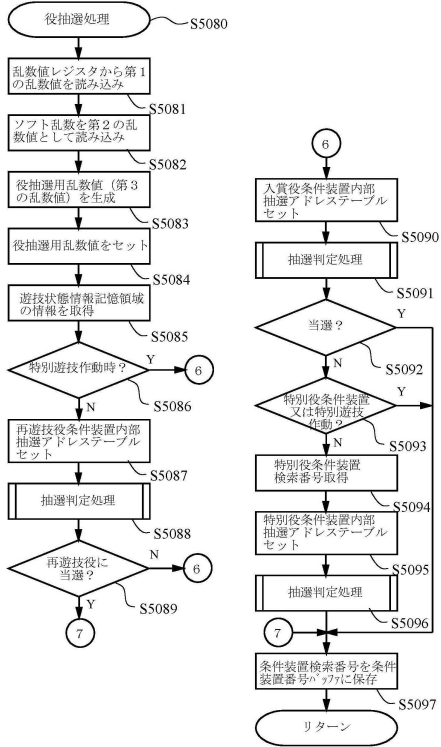 役抽選処理
S5080
乱数値レジスタから第１
の乱数値を読み込み
S5081
ソフト乱数を第２の乱
数値として読み込み
S5082
役抽選用乱数値（第３
の乱数値）を生成
S5083
役抽選用乱数値をセット
S5084
遊技状態情報記憶領域
の情報を取得
S5085
特別遊技作動時？
Y
6
S5086
N
再遊技役条件装置内部
抽選アドレステーブル
セット
S5087
抽選判定処理
S5088
再遊技役に
当選？
N
6
S5089
Y
7
6
入賞役条件装置内部
抽選アドレステーブル
セット
S5090
抽選判定処理
S5091
当選？
Y
S5092
N
特別役条件装置
又は特別遊技
作動？
Y
S5093
N
特別役条件装置
検索番号取得
S5094
特別役条件装置内部
抽選アドレステーブル
セット
S5095
抽選判定処理
S5096
7
条件装置検索番号を条件
装置番号ﾊﾞｯﾌｧに保存
S5097
リターン